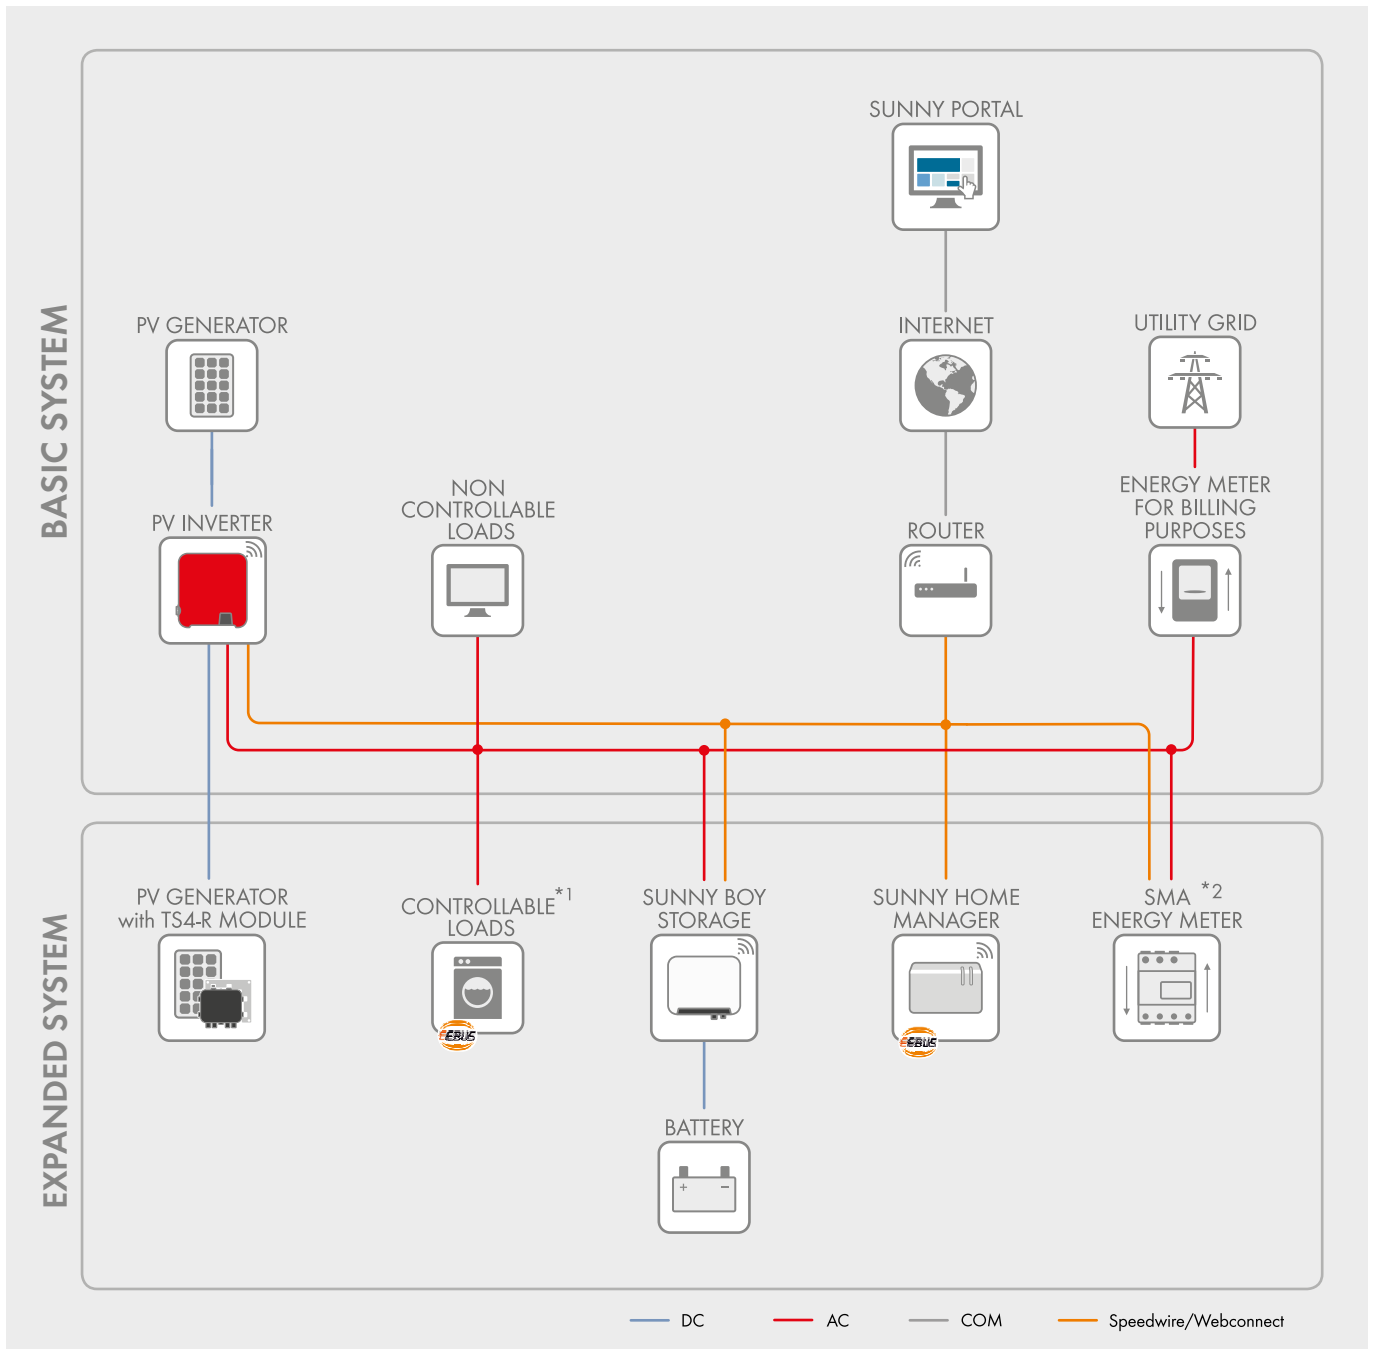 BASIC SYSTEM
SUNNY PORTAL
PV GENERATOR
INTERNET
UTILITY GRID
NON
CONTROLLABLE
LOADS
ENERGY METER
FOR BILLING
PURPOSES
PV INVERTER
ROUTER
EXPANDED SYSTEM
PV GENERATOR
with TS4-R MODULE
CONTROLLABLE*1
LOADS
EEBUS
SUNNY BOY
STORAGE
SUNNY HOME
MANAGER
EEBUS
SMA *2
ENERGY METER
BATTERY
+ −
DC
AC
COM
Speedwire/Webconnect